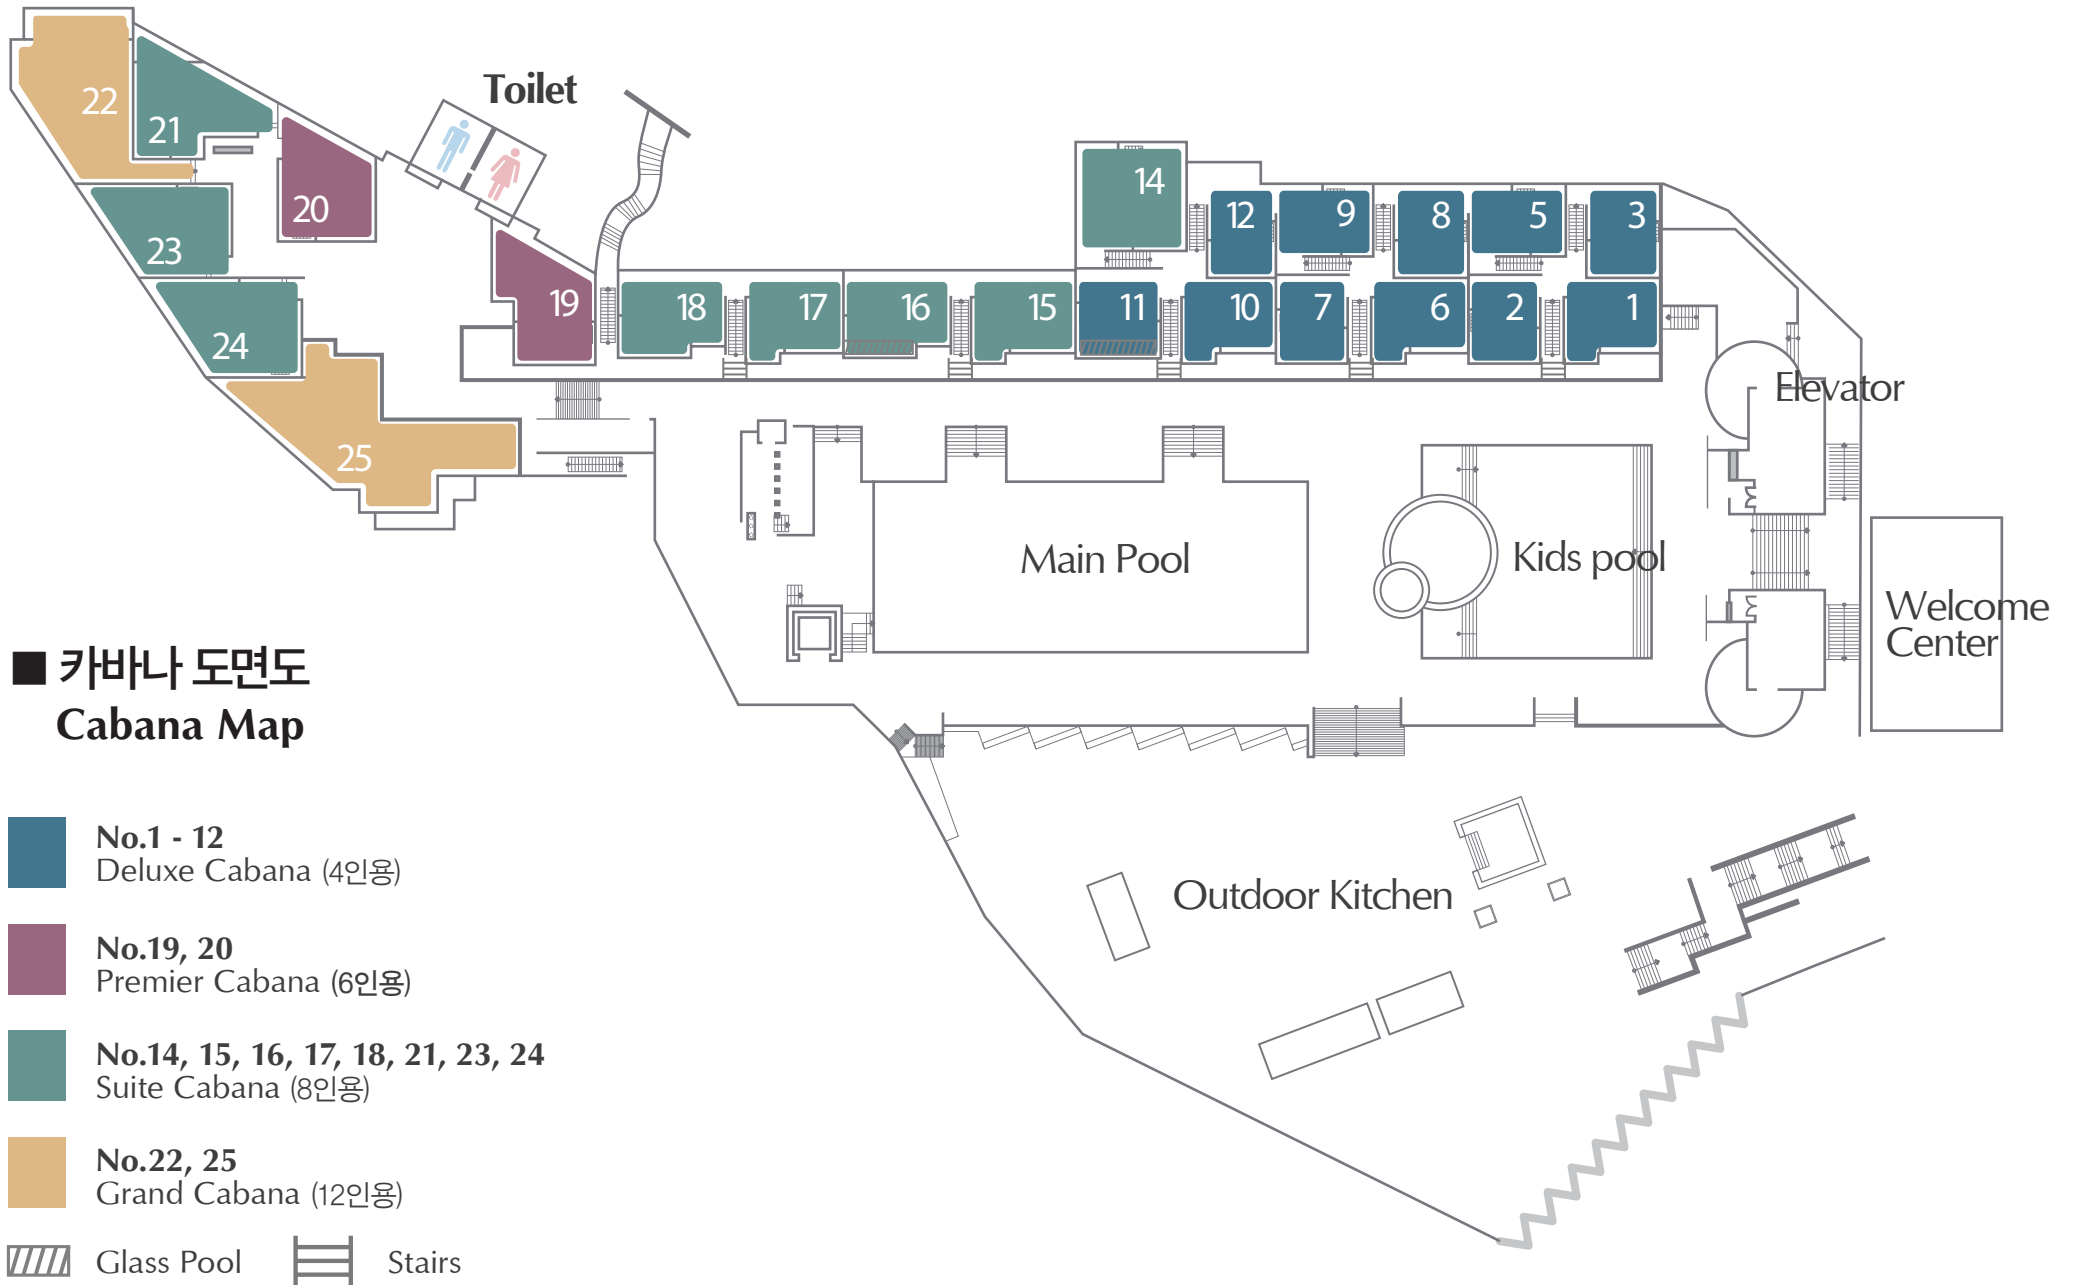 Toilet
22
21
20
23
24
25
19
18
17
16
15
14
11
12
9
8
5
3
10
7
6
2
1
Elevator
Main Pool
Kids pool
Welcome
Center
Outdoor Kitchen
■ 카바나 도면도
Cabana Map
No.1 - 12
Deluxe Cabana (4인용)
No.19, 20
Premier Cabana (6인용)
No.14, 15, 16, 17, 18, 21, 23, 24
Suite Cabana (8인용)
No.22, 25
Grand Cabana (12인용)
Glass Pool
Stairs